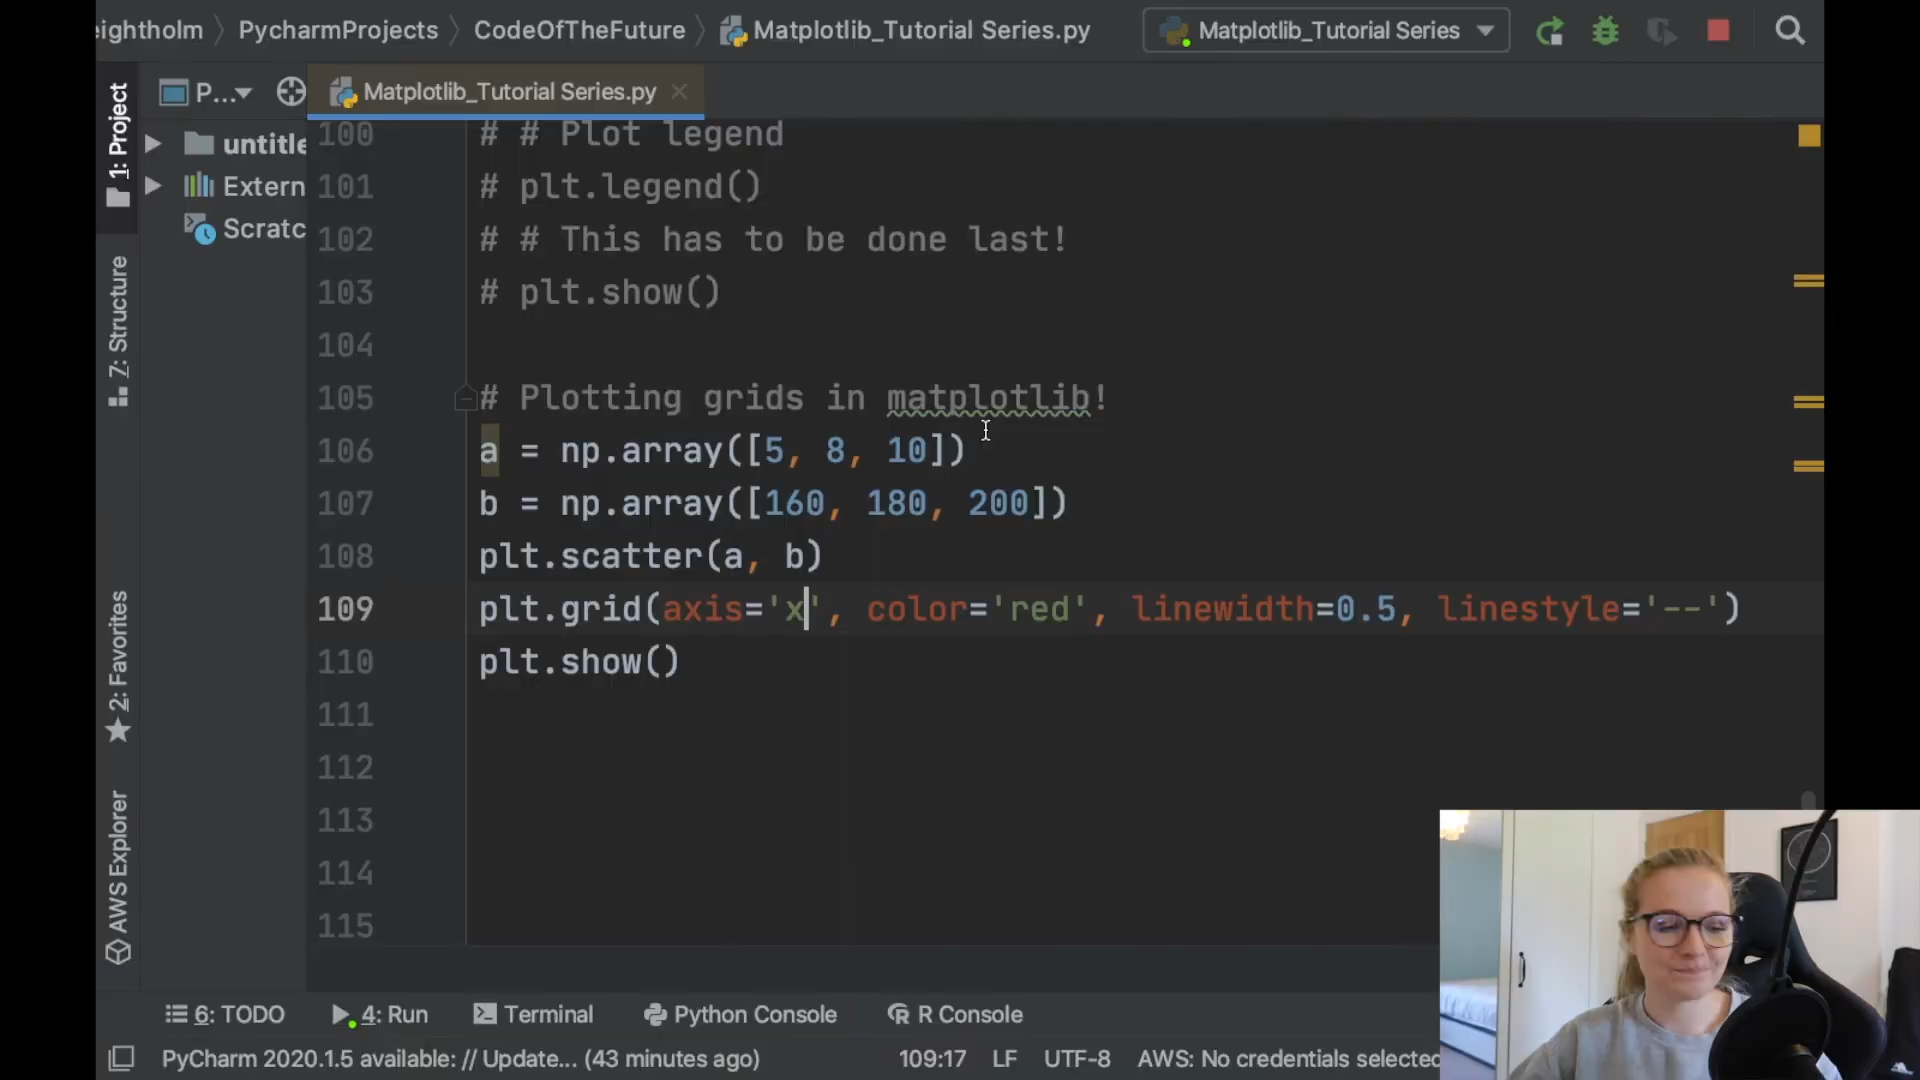 eightholm PycharmProjects CodeOfTheFuture Matplotlib_Tutorial Series.py Matplotlib_Tutorial Series
P... Matplotlib_Tutorial Series.py
1: Project
untitle
Extern
Scratc
Z: Structure
2: Favorites
AWS Explorer
100 # # Plot legend
101 # plt.legend()
102 # # This has to be done last!
103 # plt.show()
104
105 # Plotting grids in matplotlib!
106 a = np.array([5, 8, 10])
107 b = np.array([160, 180, 200])
108 plt.scatter(a, b)
109 plt.grid(axis='x', color='red', linewidth=0.5, linestyle='--')
110 plt.show()
111
112
113
114
115
6: TODO 4: Run Terminal Python Console R Console
PyCharm 2020.1.5 available: // Update... (43 minutes ago) 109:17 LF UTF-8 AWS: No credentials selected